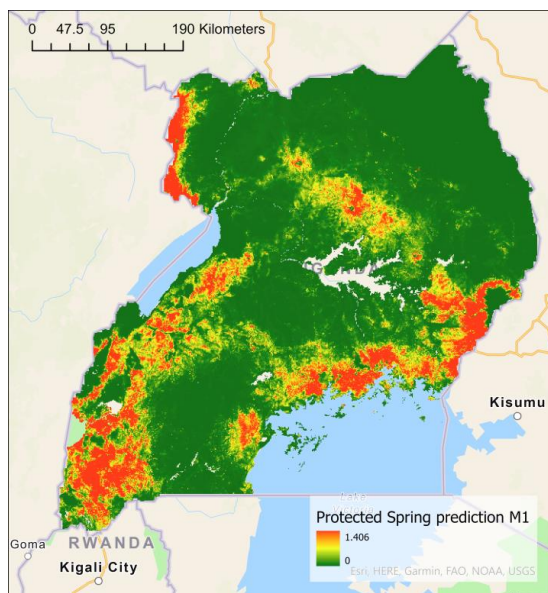 0 47.5 95 190 Kilometers
Kisumu
Lake
Protected Spring prediction M1
1.406
0
Esri, HERE, Garmin, FAO, NOAA, USGS
Goma
RWANDA
Kigali City